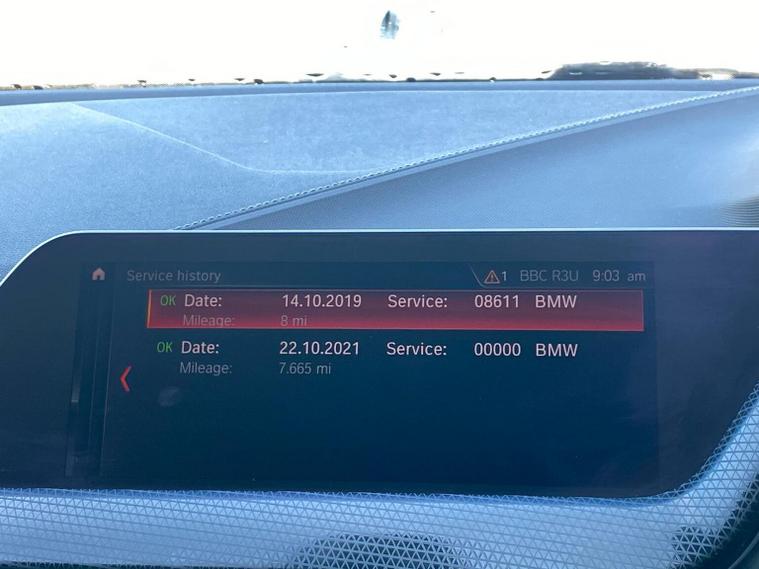 Service history 1 BBC R3U 9:03 am
OK Date: 14.10.2019 Service: 08611 BMW
Mileage: 8 mi
OK Date: 22.10.2021 Service: 00000 BMW
Mileage: 7.665 mi